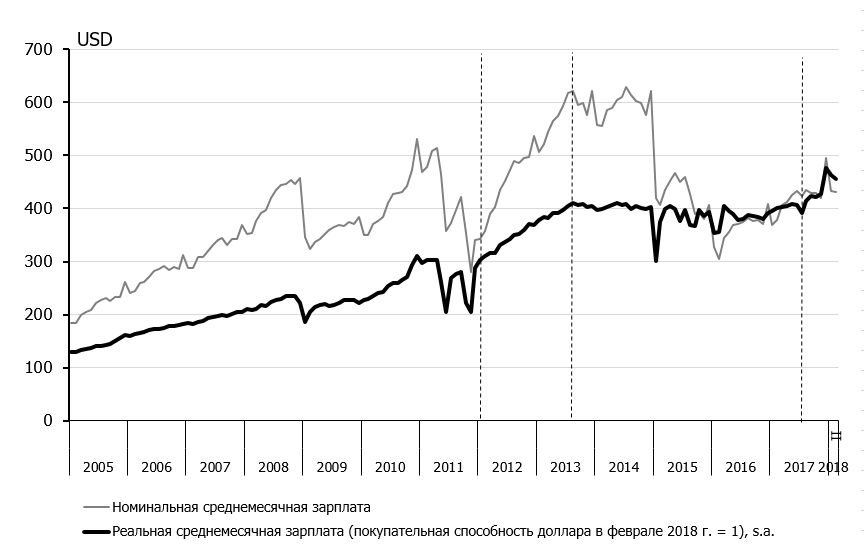 USD
700
600
500
400
300
200
100
0
2005 2006 2007 2008 2009 2010 2011 2012 2013 2014 2015 2016 2017 2018
II
Номинальная среднемесячная зарплата
Реальная среднемесячная зарплата (покупательная способность доллара в феврале 2018 г. = 1), s.a.